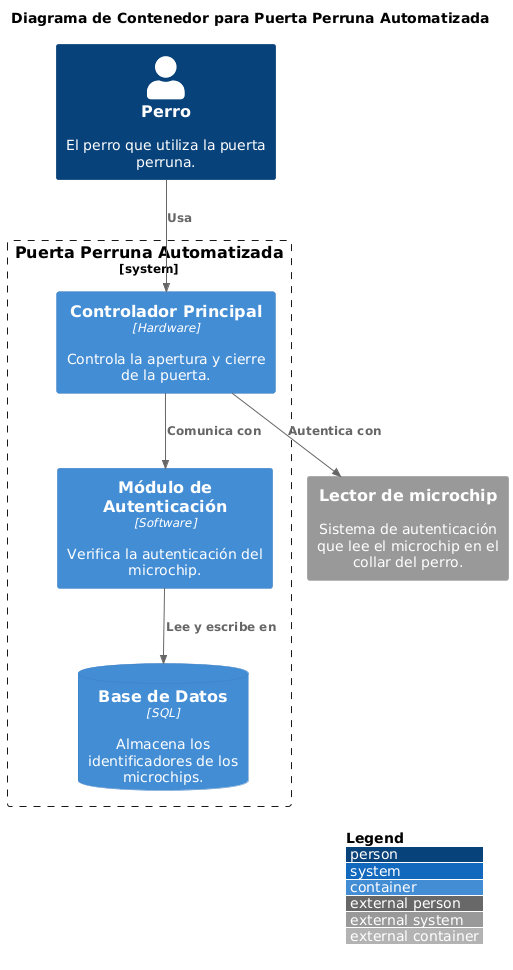 Diagrama de Contenedor para Puerta Perruna Automatizada
Perro
El perro que utiliza la puerta
perruna.
Usa
Puerta Perruna Automatizada
[system]
Controlador Principal
[Hardware]
Controla la apertura y cierre
de la puerta.
Comunica con
Autentica con
Módulo de
Autenticación
[Software]
Verifica la autenticación del
microchip.
Lector de microchip
Sistema de autenticación
que lee el microchip en el
collar del perro.
Lee y escribe en
Base de Datos
[SQL]
Almacena los
identificadores de los
microchips.
Legend
person
system
container
external person
external system
external container